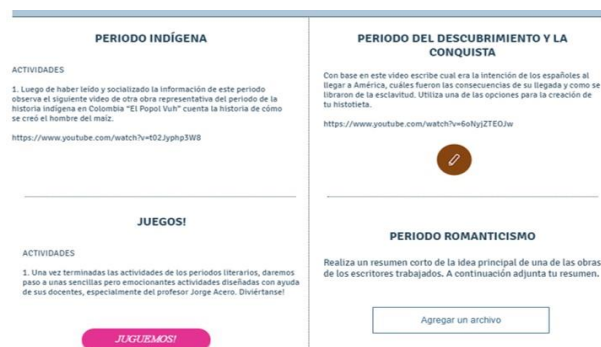 PERIODO INDÍGENA
ACTIVIDADES
1. Luego de haber leído y socializado la información de este periodo
observa el siguiente video de otra obra representativa del periodo de la
historia indígena en Colombia "El Popol Vuh" cuenta la historia de cómo
se creó el hombre del maíz.
https://www.youtube.com/watch?v=t02Jyphp3W8
PERIODO DEL DESCUBRIMIENTO Y LA
CONQUISTA
Con base en este video escribe cual era la intención de los españoles al
llegar a América, cuáles fueron las consecuencias de su llegada y como se
libraron de la esclavitud. Utiliza una de las opciones para la creación de
tu histotieta.
https://www.youtube.com/watch?v=6oNyjZTEOJw
JUEGOS!
ACTIVIDADES
1. Una vez terminadas las actividades de los periodos literarios, daremos
paso a unas sencillas pero emocionantes actividades diseñadas con ayuda
de sus docentes, especialmente del profesor Jorge Acero. Diviértanse!
JUGUEMOS!
PERIODO ROMANTICISMO
Realiza un resumen corto de la idea principal de una de las obras
de los escritores trabajados. A continuación adjunta tu resumen.
Agregar un archivo